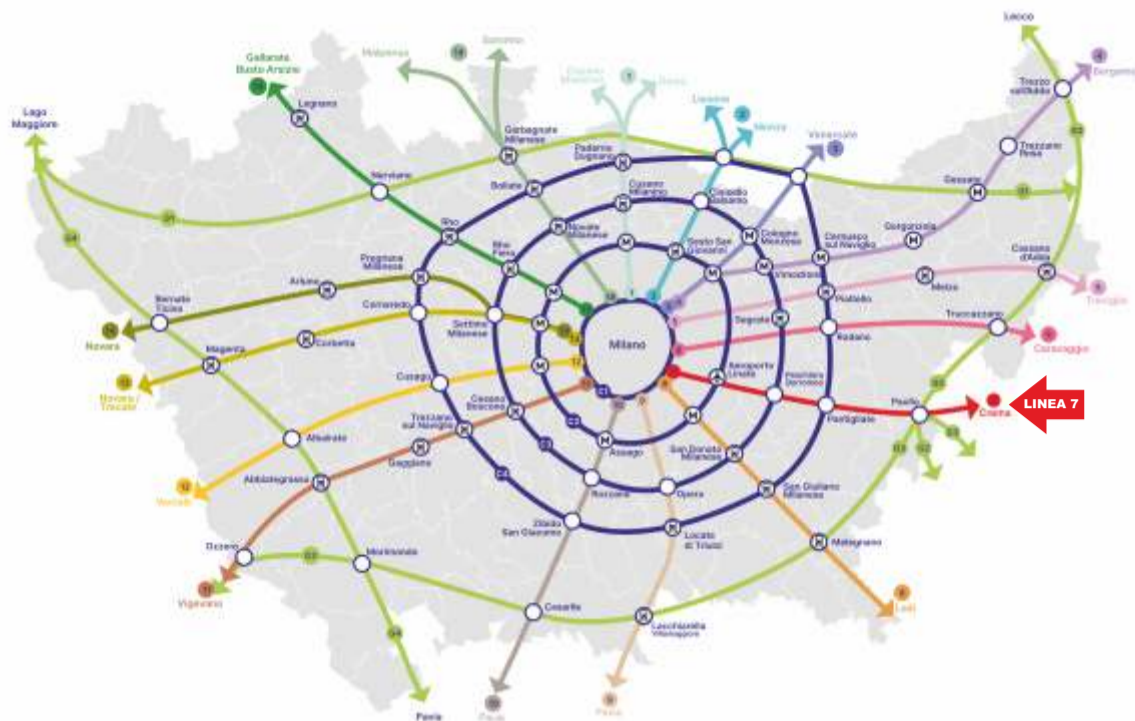 Lecco
Gallarate
Busto Arsizio
Legnano
Lago
Maggiore
Garbagnate
Milanese
Paderno
Dugnano
Lissone
Monza
Vimercate
Trezzo
sull'Adda
Bergamo
Trezzano
Rosa
Gessate
Gorgonzola
Nerviano
Bollate
Cusano
Milanino
Cinisello
Balsamo
Rho
Rho
Fiera
Novate
Milanese
Sesto San
Giovanni
Cologno
Monzese
Cernusco
sul Naviglio
Vimodrone
Cassano
d'Adda
Treviglio
Melzo
Pioltello
Pregnana
Milanese
Arluno
Cornaredo
Settimo
Milanese
Bernate
Ticino
Novara
Magenta
Corbetta
Novara /
Trecate
Milano
Segrate
Rodano
Truccazzano
Caravaggio
Cusago
Cesano
Boscone
Trezzano
sul Naviglio
Aeroporto
Linate
Peschiera
Borromeo
Pantigliate
Paullo
Crema
LINEA 7
Albairate
Gaggiano
Abbiategrasso
Vercelli
Assago
San Donato
Milanese
San Giuliano
Milanese
Rozzano
Opera
Zibido
San Giacomo
Locate
di Triulzi
Melegnano
Lodi
Ozzero
Vigevano
Morimondo
Casarile
Lacchiarella
Villamaggiore
Pavia
Pavia
Pavia